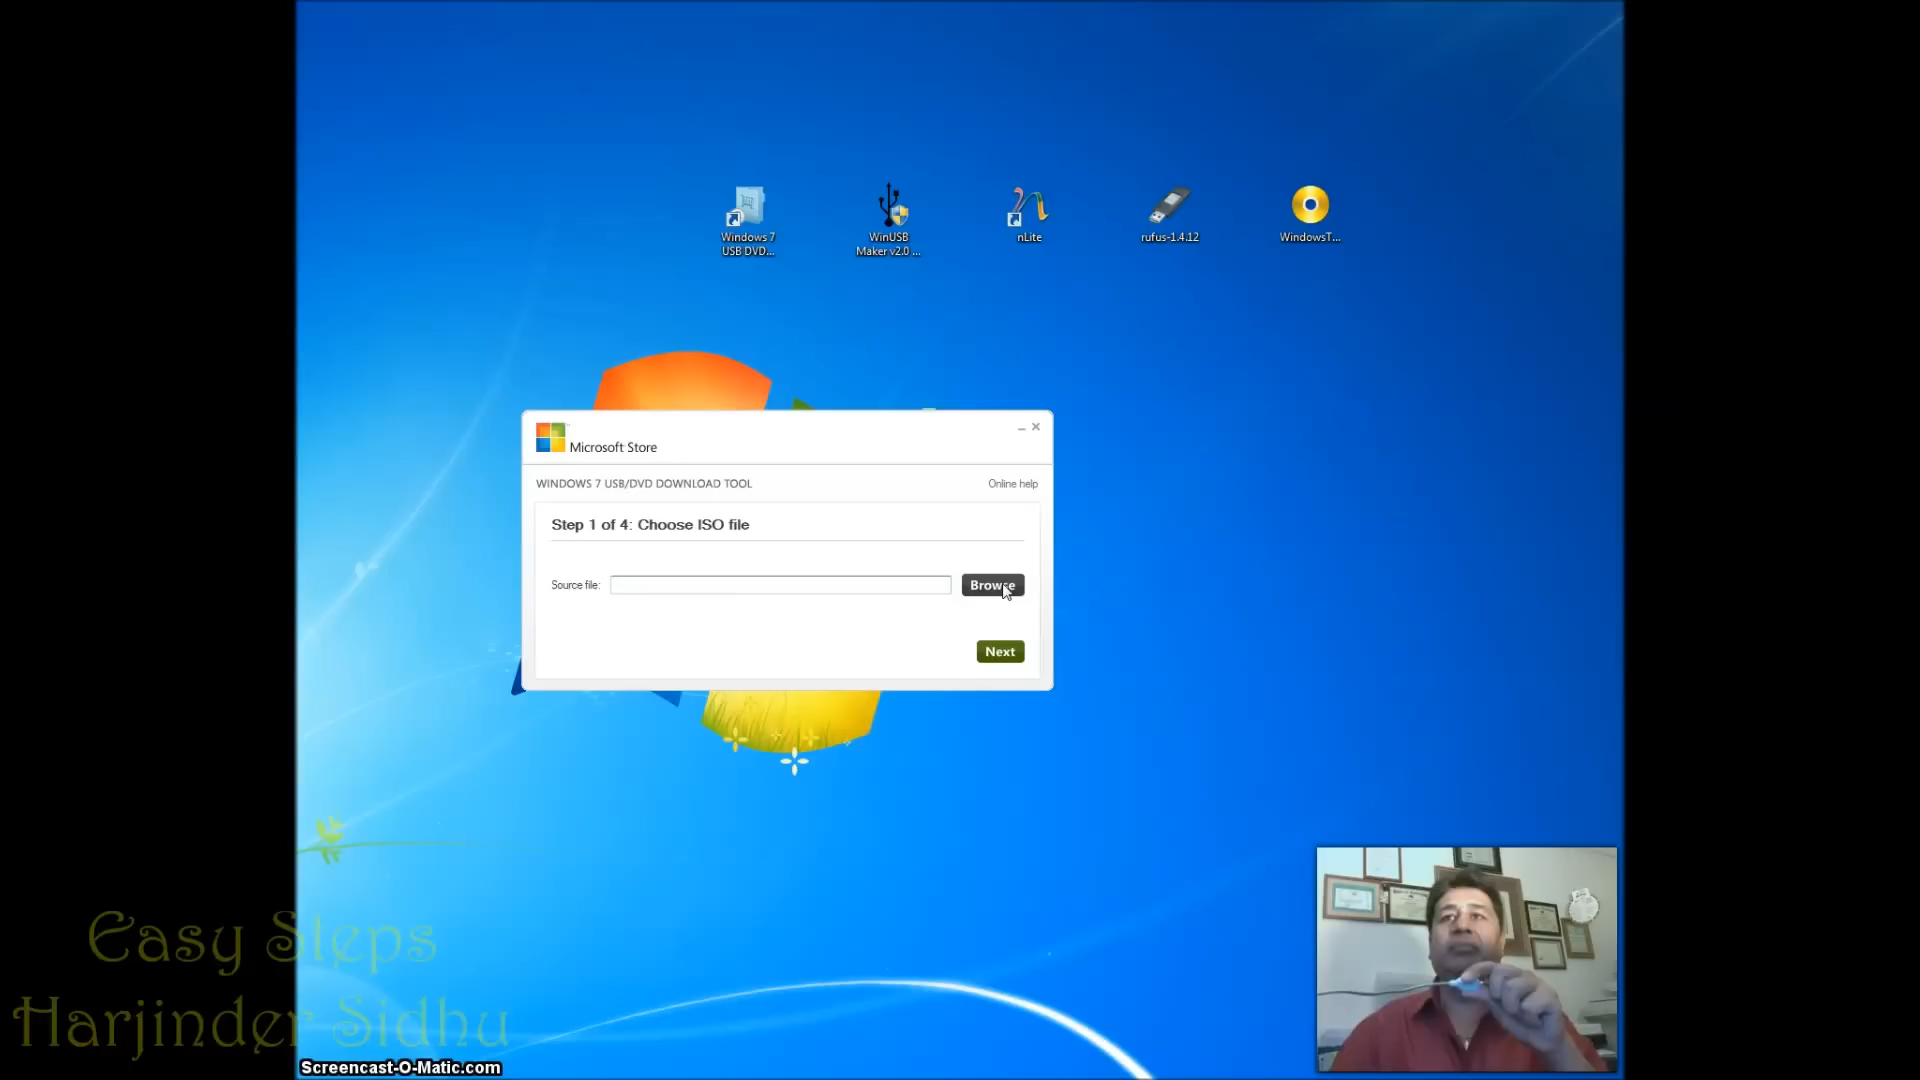 Windows 7
USB DVD...
WinUSB
Maker v2.0 ...
nLite
rufus-1.4.12
WindowsT...
Microsoft Store
WINDOWS 7 USB/DVD DOWNLOAD TOOL
Online help
Step 1 of 4: Choose ISO file
Source file:
Browse
Next
Easy Steps
Harjinder Sidhu
Screencast-O-Matic.com